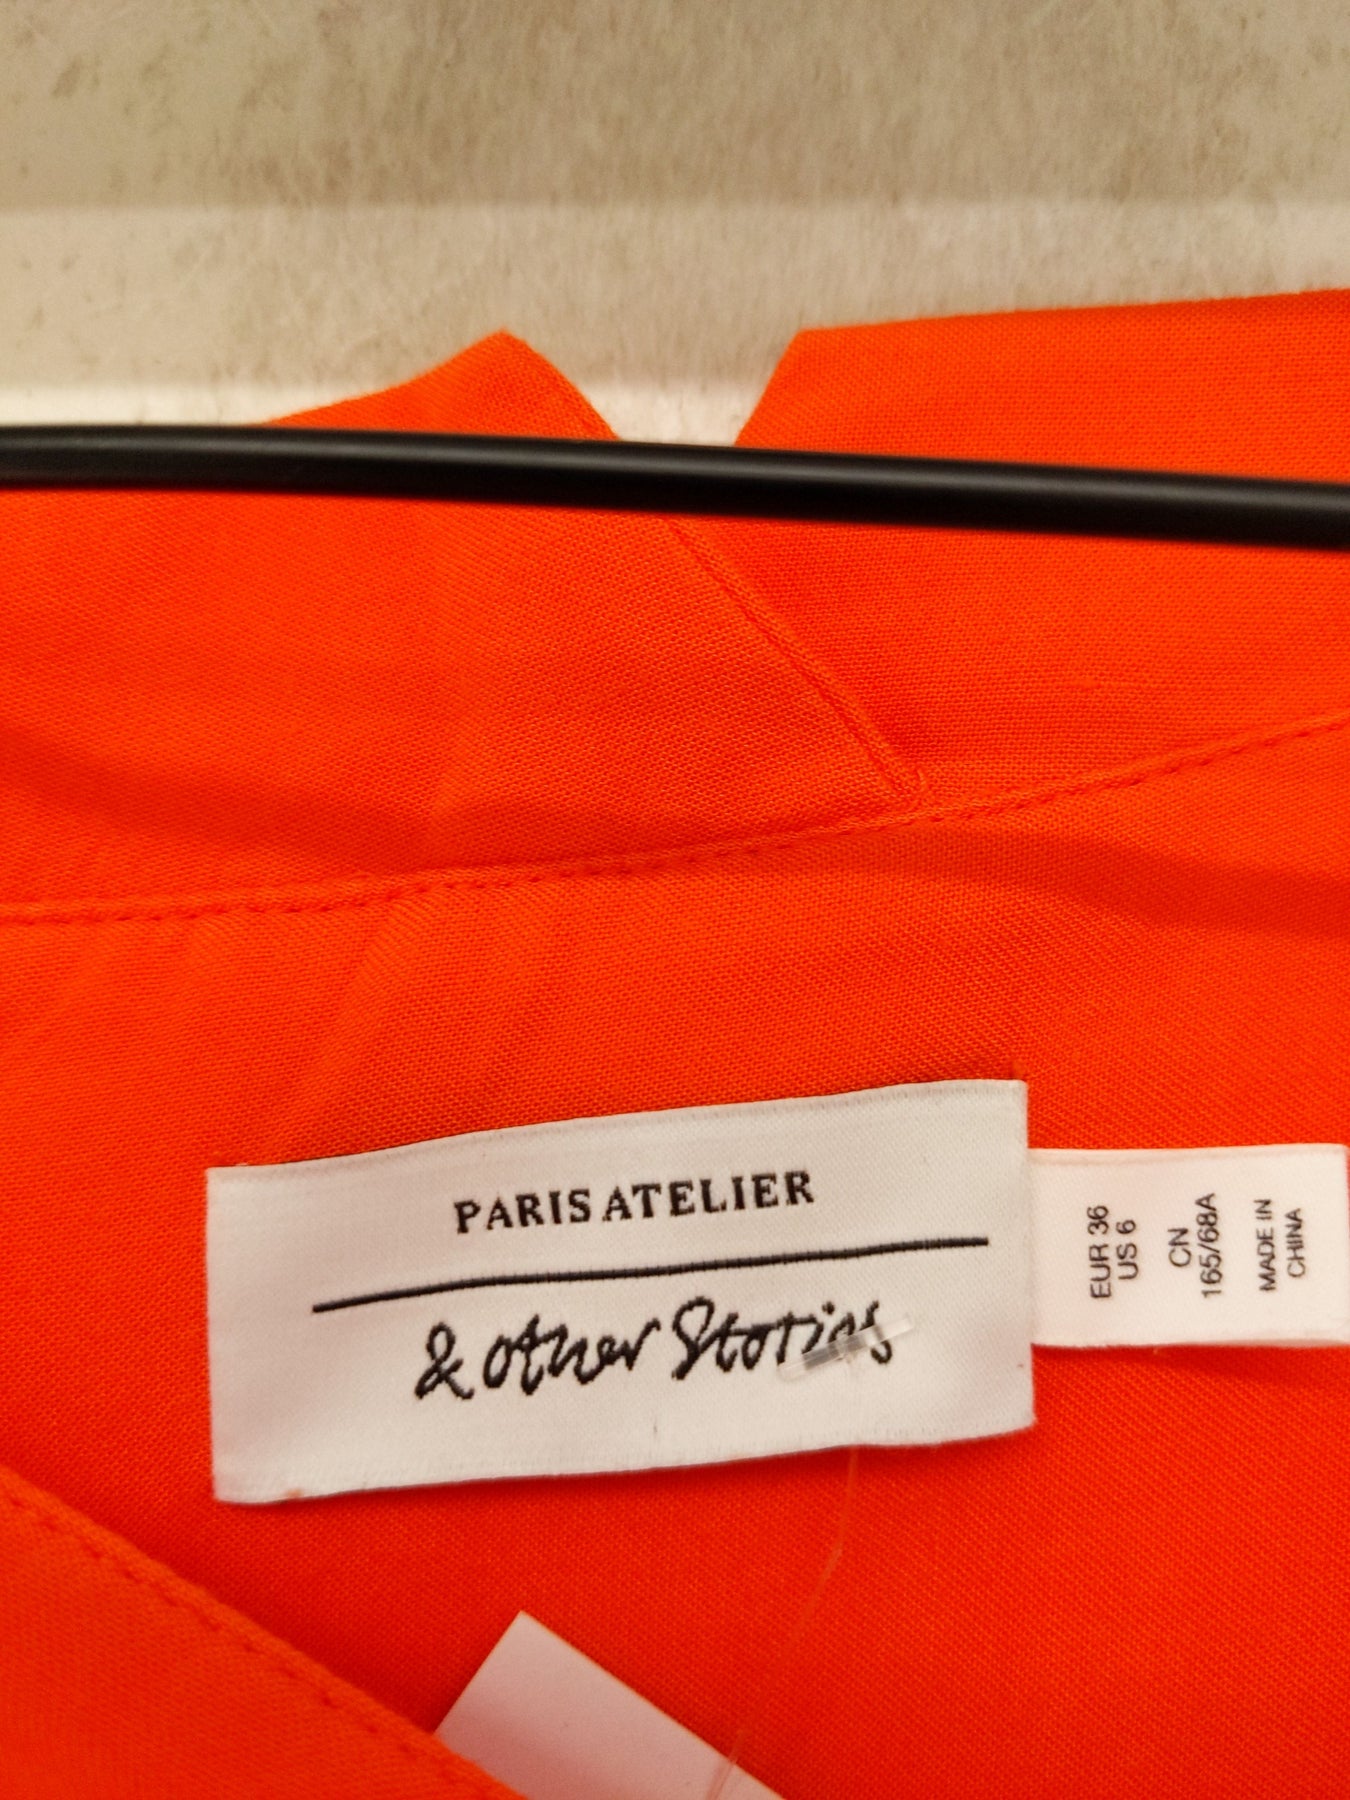 PARIS ATELIER
& other Stories
EUR 36
US 6
CN
165/68A
MADE IN
CHINA